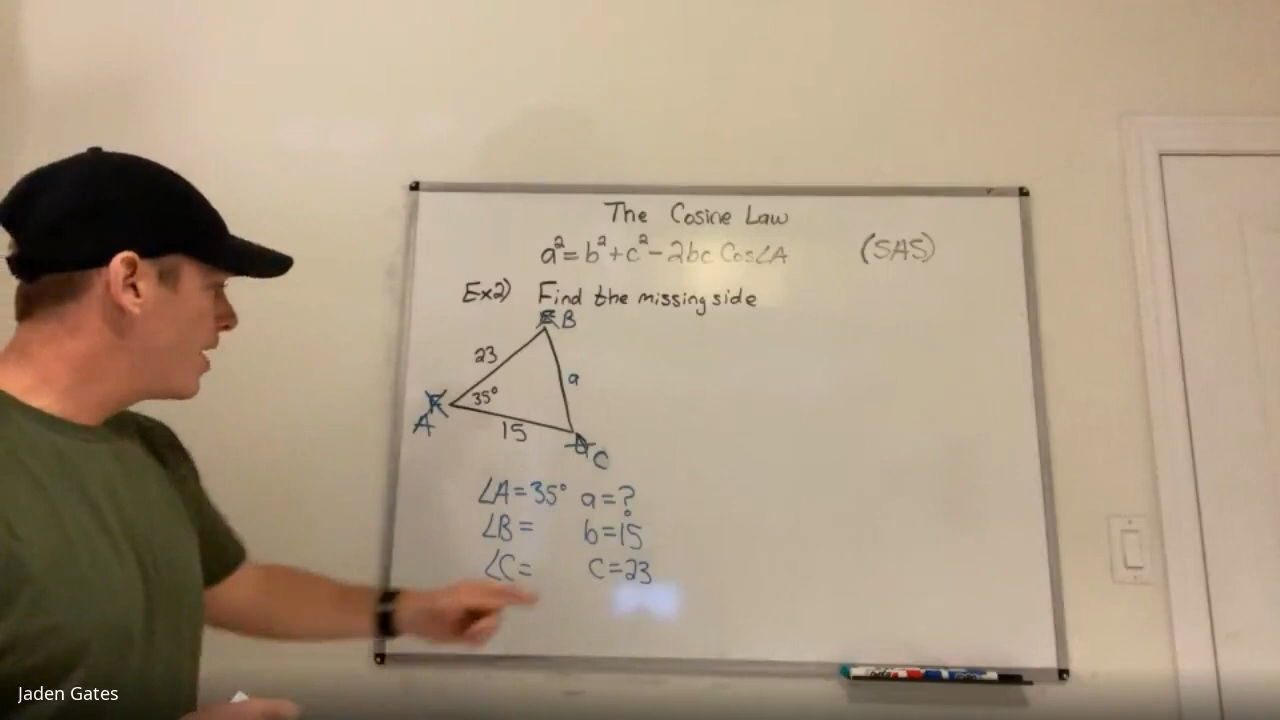 The Cosine Law
a² = b² + c² - 2bc Cos∠A (SAS)
Ex2) Find the missing side
B
23
a
35°
A
15
C
∠A = 35° a = ?
∠B = b = 15
∠C = c = 23
Jaden Gates